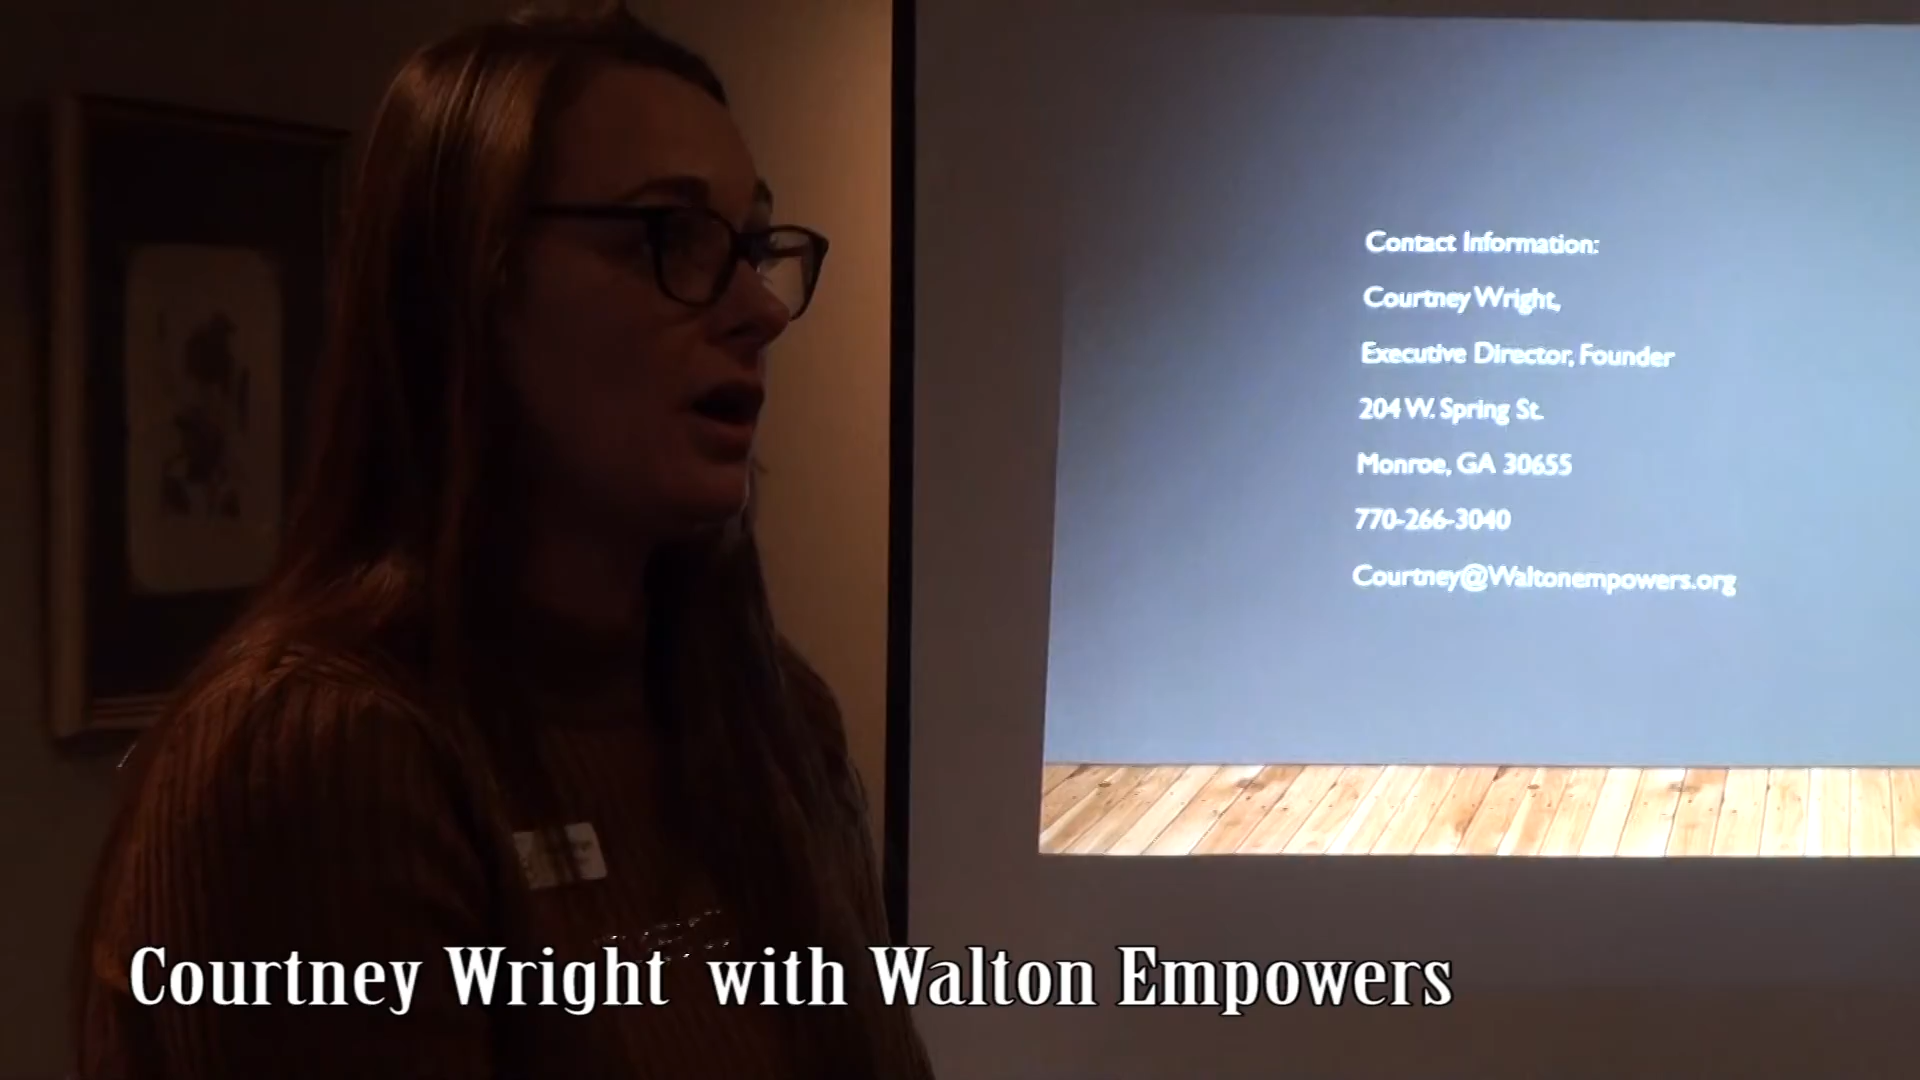 Contact Information:
Courtney Wright,
Executive Director, Founder
204 W. Spring St.
Monroe, GA 30655
770-266-3040
Courtney@Waltonempowers.org
Courtney Wright with Walton Empowers